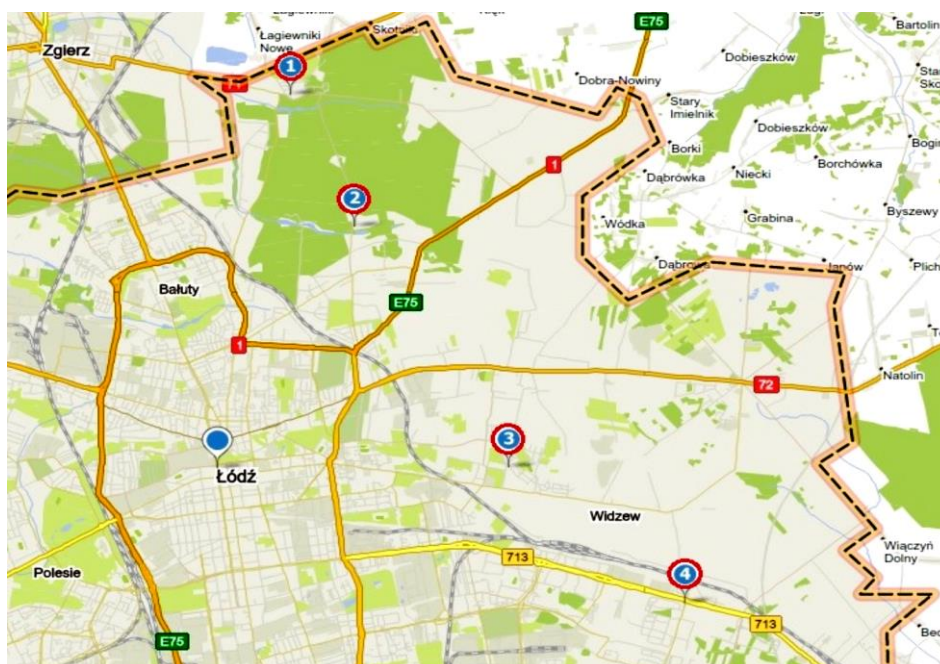 Łagiewniki
Nowe
Skotniki
E75
Zgierz
Bartolin
Dobieszków
1
71
Dobra-Nowiny
Stary
Imielnik
Dobieszków
Borki
1
Borchówka
Dąbrówka
Niecki
2
Byszewy
Grabina
Wódka
Dąbrowa
Janów
Bałuty
E75
1
Natolin
72
3
Łódź
Widzew
Wiączyń
Dolny
713
Polesie
4
713
E75